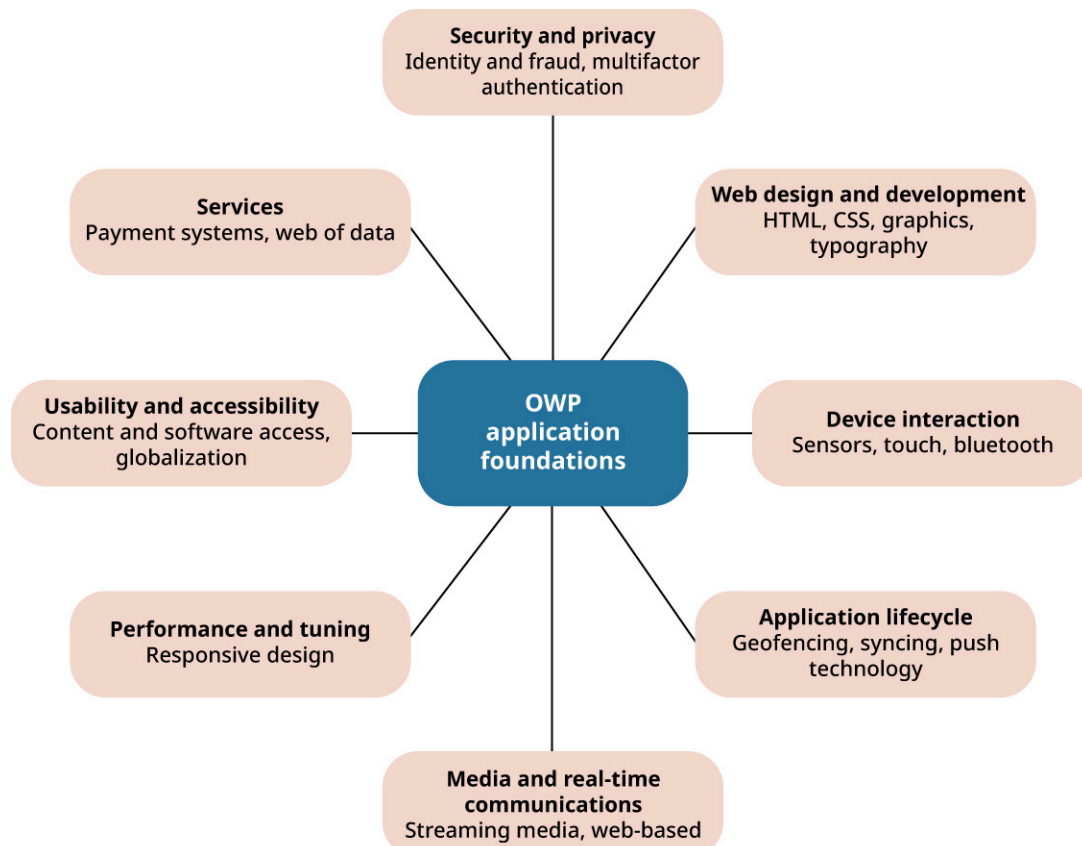 Security and privacy
Identity and fraud, multifactor
authentication
Services
Payment systems, web of data
Web design and development
HTML, CSS, graphics,
typography
Usability and accessibility
Content and software access,
globalization
OWP
application
foundations
Device interaction
Sensors, touch, bluetooth
Performance and tuning
Responsive design
Application lifecycle
Geofencing, syncing, push
technology
Media and real-time
communications
Streaming media, web-based